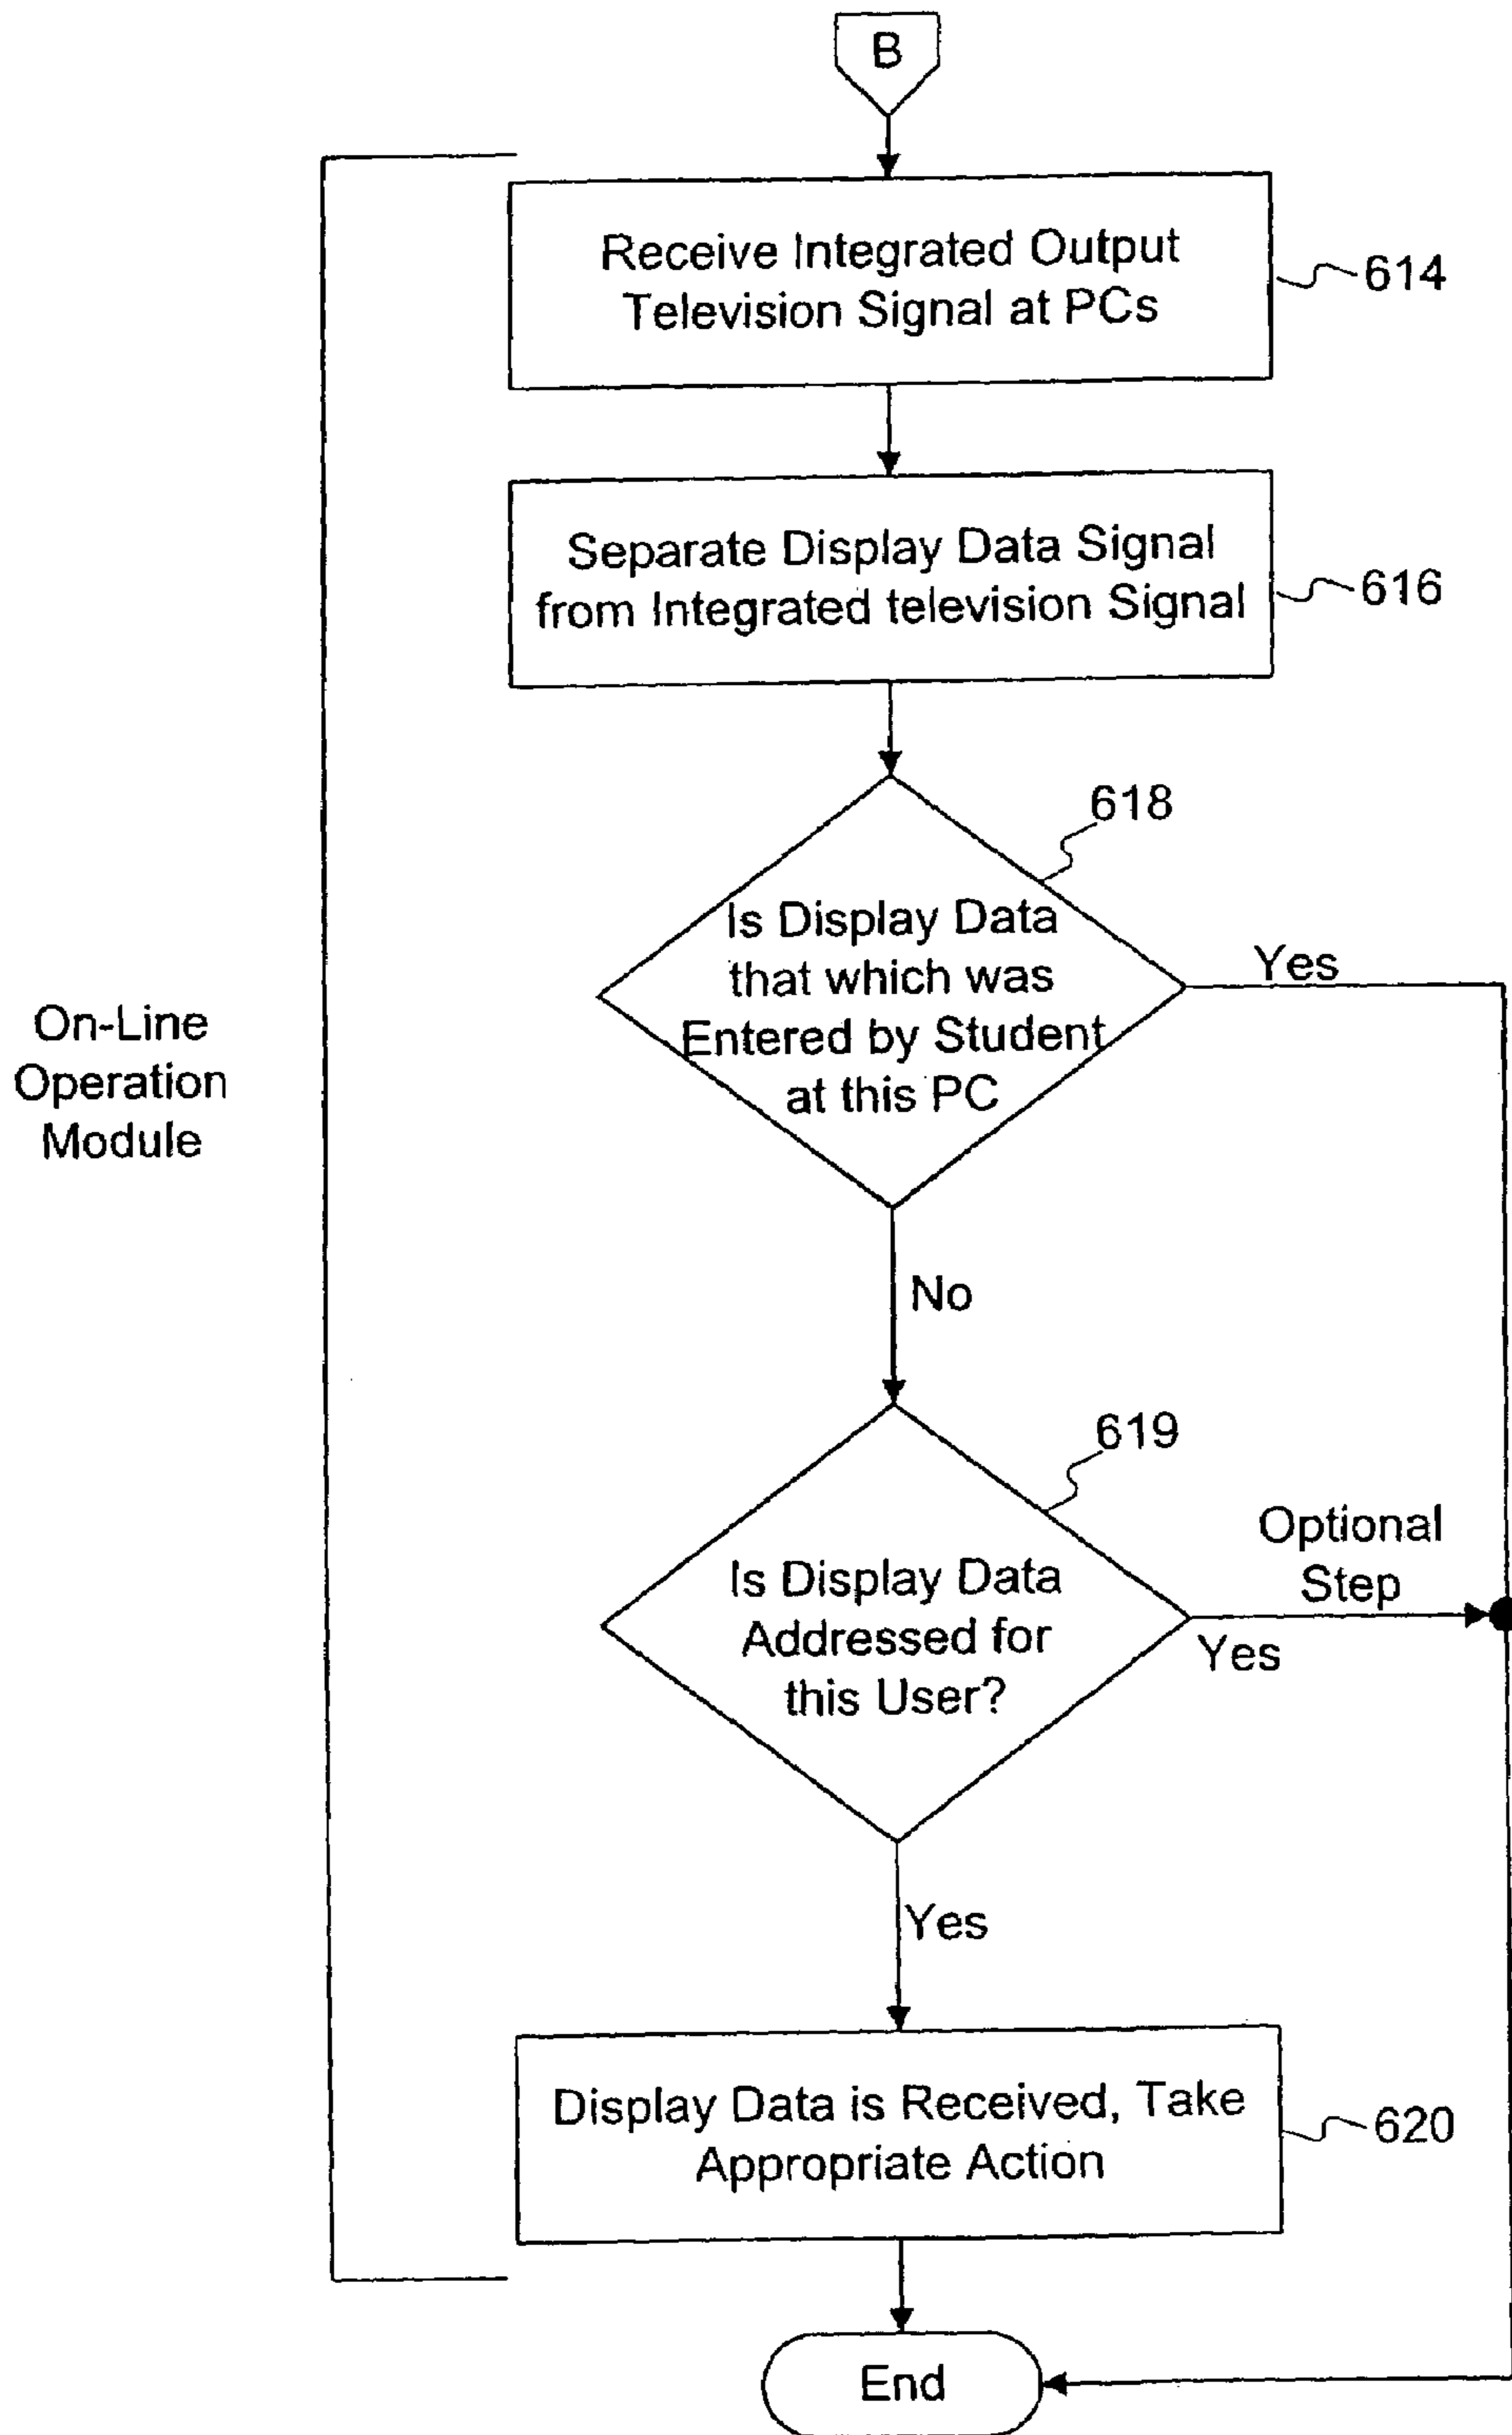 B
Receive Integrated Output
Television Signal at PCs
614
Separate Display Data Signal
from Integrated television Signal
616
618
Is Display Data
that which was
Entered by Student
at this PC
Yes
On-Line
Operation
Module
No
619
Is Display Data
Addressed for
this User?
Optional
Step
Yes
Yes
Display Data is Received, Take
Appropriate Action
620
End